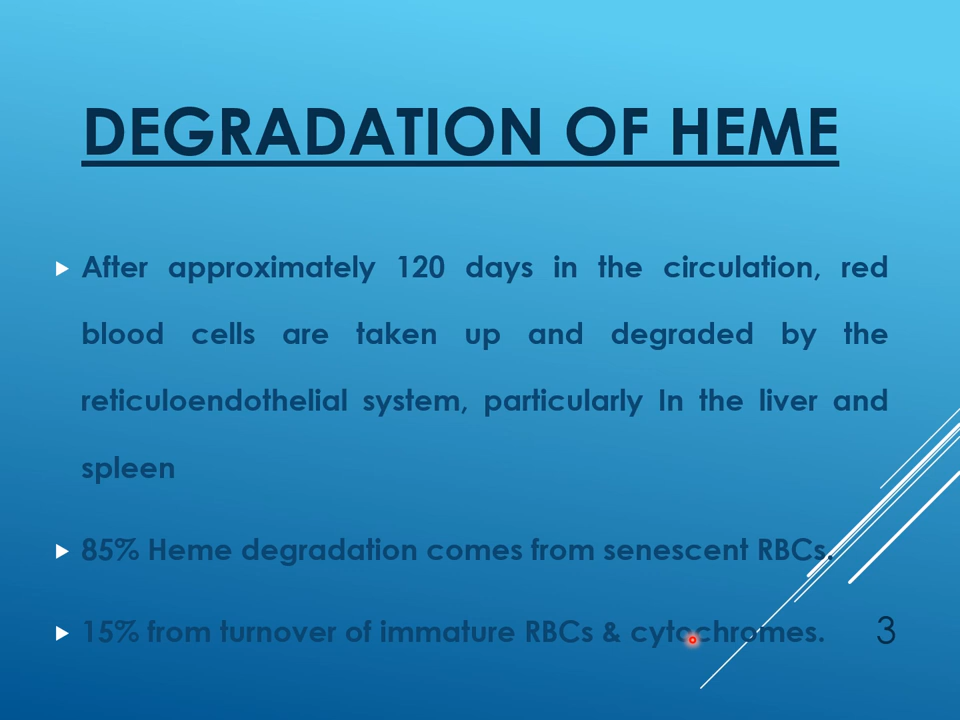 DEGRADATION OF HEME
After approximately 120 days in the circulation, red
blood cells are taken up and degraded by the
reticuloendothelial system, particularly In the liver and
spleen
85% Heme degradation comes from senescent RBCs.
15% from turnover of immature RBCs & cytochromes.
3